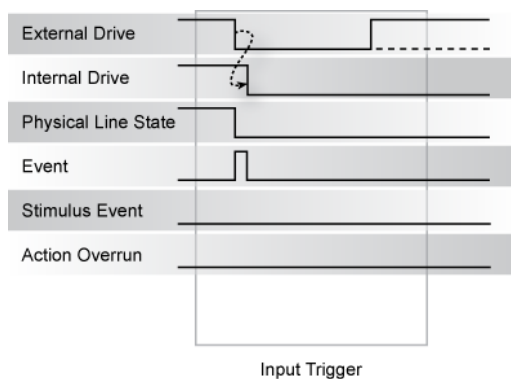 External Drive
Internal Drive
Physical Line State
Event
Stimulus Event
Action Overrun
Input Trigger